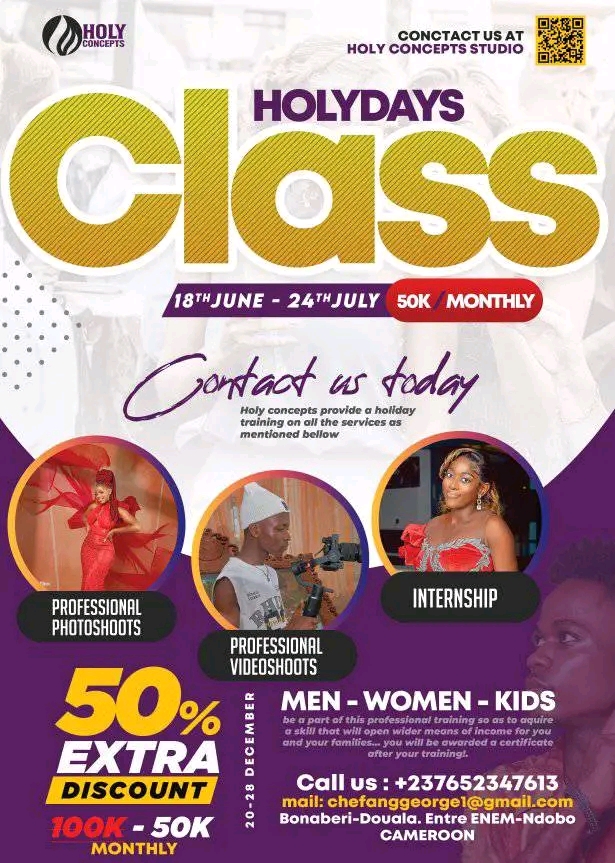 HOLY
CONCEPTS
CONCTACT US AT
HOLY CONCEPTS STUDIO
HOLYDAYS
Class
18TH JUNE - 24TH JULY
50K / MONTHLY
Contact us today
Holy concepts provide a holiday
training on all the services as
mentioned bellow
PROFESSIONAL
PHOTOSHOOTS
PROFESSIONAL
VIDEOSHOOTS
INTERNSHIP
50%
EXTRA
DISCOUNT
100K - 50K
MONTHLY
20-28 DECEMBER
MEN - WOMEN - KIDS
be a part of this professional training so as to aquire
a skill that will open wider means of income for you
and your families... you will be awarded a certificate
after your training!.
Call us : +237652347613
mail: chefanggeorge1@gmail.com
Bonaberi-Douala. Entre ENEM-Ndobo
CAMEROON